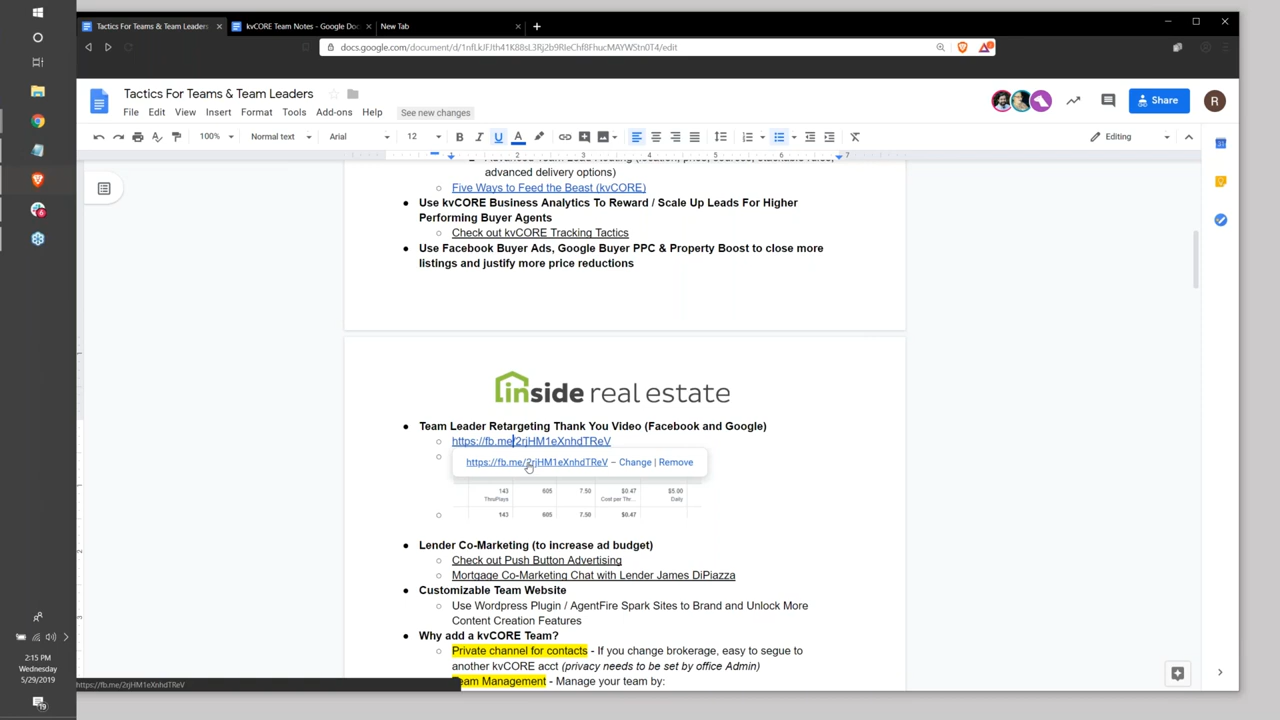 Tactics For Teams & Team Leaders
kvCORE Team Notes - Google Doc
New Tab
docs.google.com/document/d/1nfLkJFJth41K88sL3Rj2b9RIeChf8FhucMAYWStn0T4/edit
Tactics For Teams & Team Leaders
File Edit View Insert Format Tools Add-ons Help See new changes
Share
R
100% Normal text Arial 12 Editing
advanced delivery options)
Five Ways to Feed the Beast (kvCORE)
Use kvCORE Business Analytics To Reward / Scale Up Leads For Higher
Performing Buyer Agents
Check out kvCORE Tracking Tactics
Use Facebook Buyer Ads, Google Buyer PPC & Property Boost to close more
listings and justify more price reductions
inside real estate
Team Leader Retargeting Thank You Video (Facebook and Google)
https://fb.me/2rjHM1eXnhdTReV
https://fb.me/2rjHM1eXnhdTReV – Change | Remove
143 605 7.50 $0.47 $5.00
ThruPlays Cost per Thr... Daily
143 605 7.50 $0.47
Lender Co-Marketing (to increase ad budget)
Check out Push Button Advertising
Mortgage Co-Marketing Chat with Lender James DiPiazza
Customizable Team Website
Use Wordpress Plugin / AgentFire Spark Sites to Brand and Unlock More
Content Creation Features
Why add a kvCORE Team?
Private channel for contacts - If you change brokerage, easy to segue to
another kvCORE acct (privacy needs to be set by office Admin)
Team Management - Manage your team by:
https://fb.me/2rjHM1eXnhdTReV
2:15 PM
Wednesday
5/29/2019